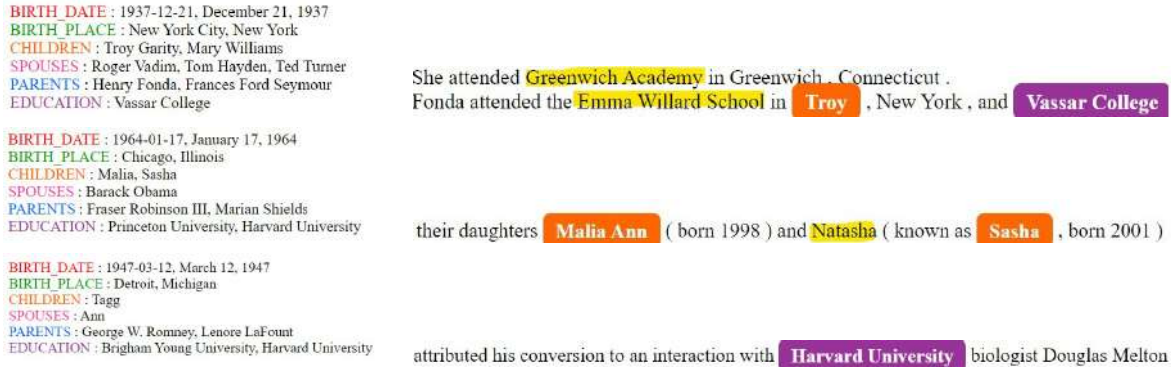 BIRTH_DATE : 1937-12-21, December 21, 1937
BIRTH_PLACE : New York City, New York
CHILDREN : Troy Garity, Mary Williams
SPOUSES : Roger Vadim, Tom Hayden, Ted Turner
PARENTS : Henry Fonda, Frances Ford Seymour
EDUCATION : Vassar College
She attended Greenwich Academy in Greenwich , Connecticut .
Fonda attended the Emma Willard School in Troy , New York , and Vassar College
BIRTH_DATE : 1964-01-17, January 17, 1964
BIRTH_PLACE : Chicago, Illinois
CHILDREN : Malia, Sasha
SPOUSES : Barack Obama
PARENTS : Fraser Robinson III, Marian Shields
EDUCATION : Princeton University, Harvard University
their daughters Malia Ann ( born 1998 ) and Natasha ( known as Sasha , born 2001 )
BIRTH_DATE : 1947-03-12, March 12, 1947
BIRTH_PLACE : Detroit, Michigan
CHILDREN : Tagg
SPOUSES : Ann
PARENTS : George W. Romney, Lenore LaFount
EDUCATION : Brigham Young University, Harvard University
attributed his conversion to an interaction with Harvard University biologist Douglas Melton